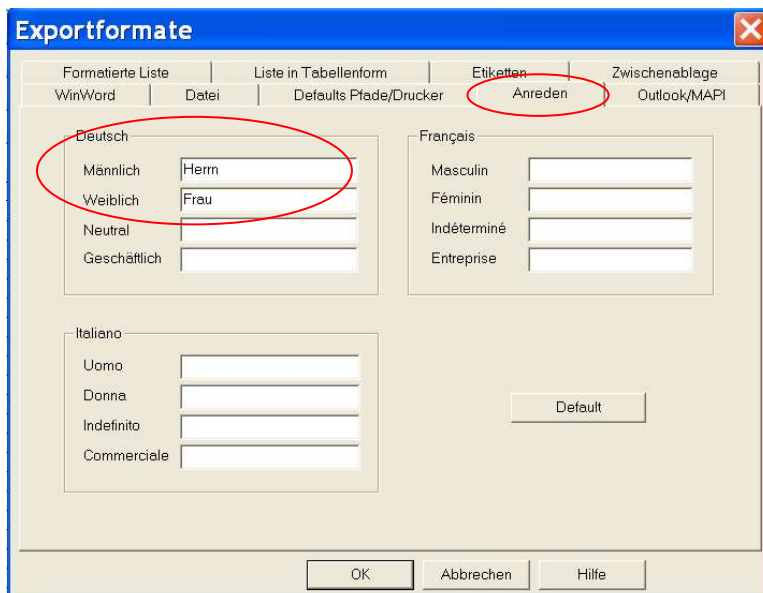 Exportformate
Formatierte Liste Liste in Tabellenform Etiketten Zwischenablage
WinWord Datei Defaults Pfade/Drucker Anreden Outlook/MAPI
Deutsch
Männlich Herrn
Weiblich Frau
Neutral
Geschäftlich
Français
Masculin
Féminin
Indéterminé
Entreprise
Italiano
Uomo
Donna
Indefinito
Commerciale
Default
OK Abbrechen Hilfe